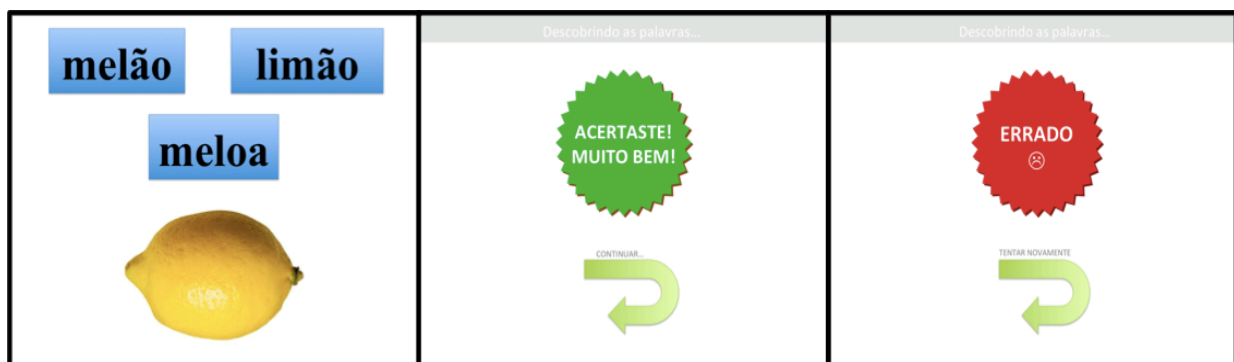 melão
limão
meloa
Descobrindo as palavras...
ACERTASTE!
MUITO BEM!
CONTINUAR...
Descobrindo as palavras...
ERRADO
☹
TENTAR NOVAMENTE